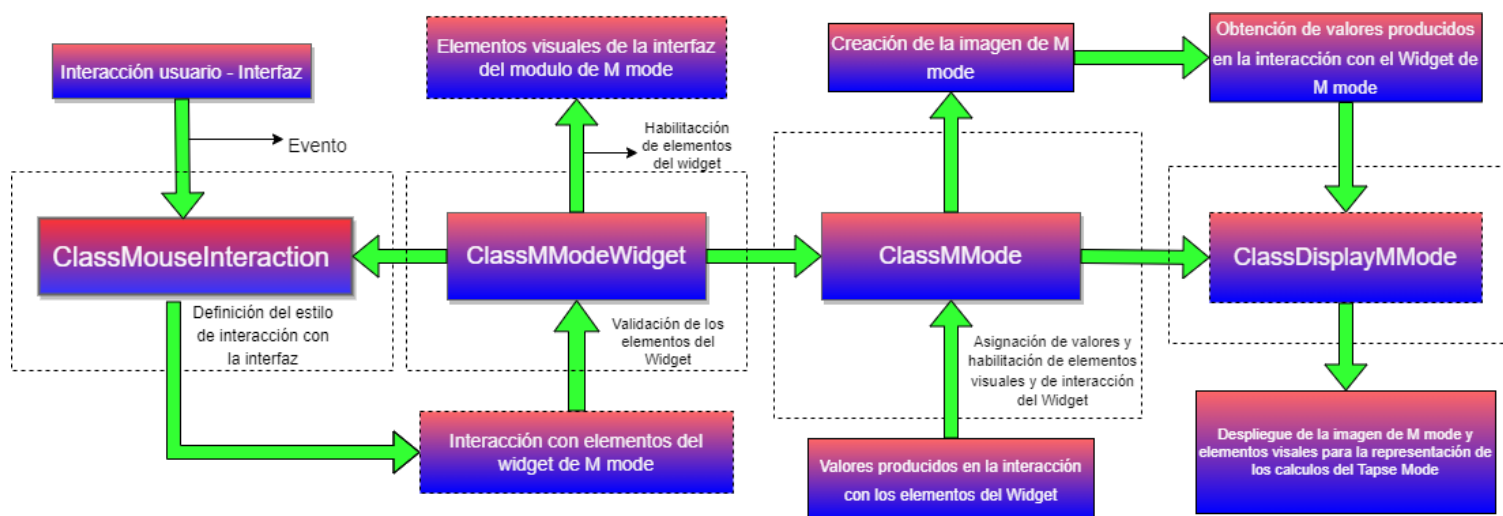 Interacción usuario - Interfaz
Evento
ClassMouseInteraction
Definición del estilo
de interacción con
la interfaz
Elementos visuales de la interfaz
del modulo de M mode
Habilitacción
de elementos
del widget
ClassMModeWidget
Validación de los
elementos del
Widget
Interacción con elementos del
widget de M mode
Creación de la imagen de M
mode
ClassMMode
Asignación de valores y
habilitación de elementos
visuales y de interacción
del Widget
Valores producidos en la interacción
con los elementos del Widget
Obtención de valores producidos
en la interacción con el Widget de
M mode
ClassDisplayMMode
Despliegue de la imagen de M mode y
elementos visales para la representación de
los calculos del Tapse Mode